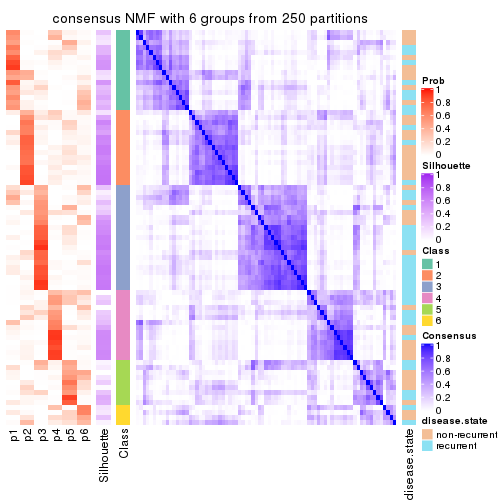 consensus NMF with 6 groups from 250 partitions
p1
p2
p3
p4
p5
p6
Silhouette
Class
disease.state
Prob
1
0.8
0.6
0.4
0.2
0
Silhouette
1
0.8
0.6
0.4
0.2
0
Class
1
2
3
4
5
6
Consensus
1
0.8
0.6
0.4
0.2
0
disease.state
non-recurrent
recurrent